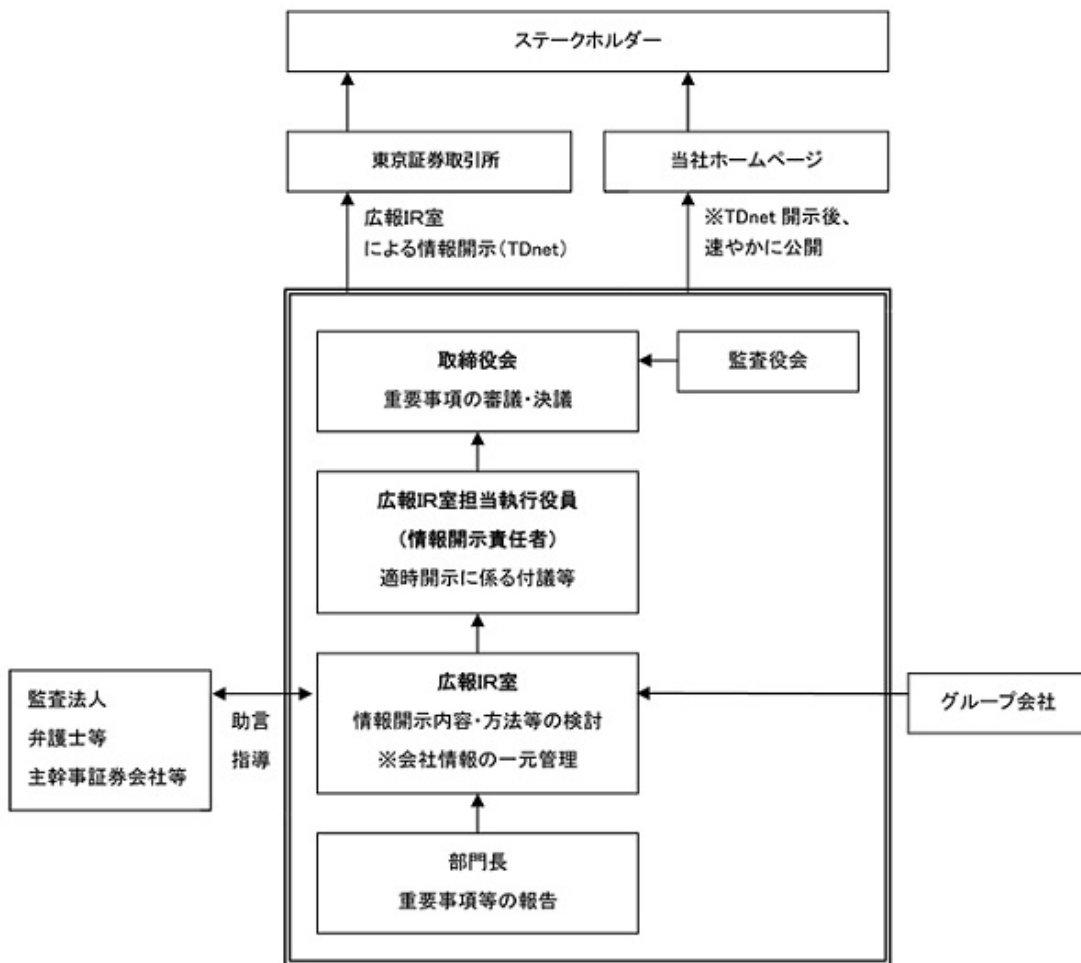 ステークホルダー
東京証券取引所
当社ホームページ
広報IR室
による情報開示(TDnet)
※TDnet 開示後、
速やかに公開
取締役会
重要事項の審議・決議
監査役会
広報IR室担当執行役員
(情報開示責任者)
適時開示に係る付議等
監査法人
弁護士等
主幹事証券会社等
助言
指導
広報IR室
情報開示内容・方法等の検討
※会社情報の一元管理
グループ会社
部門長
重要事項等の報告